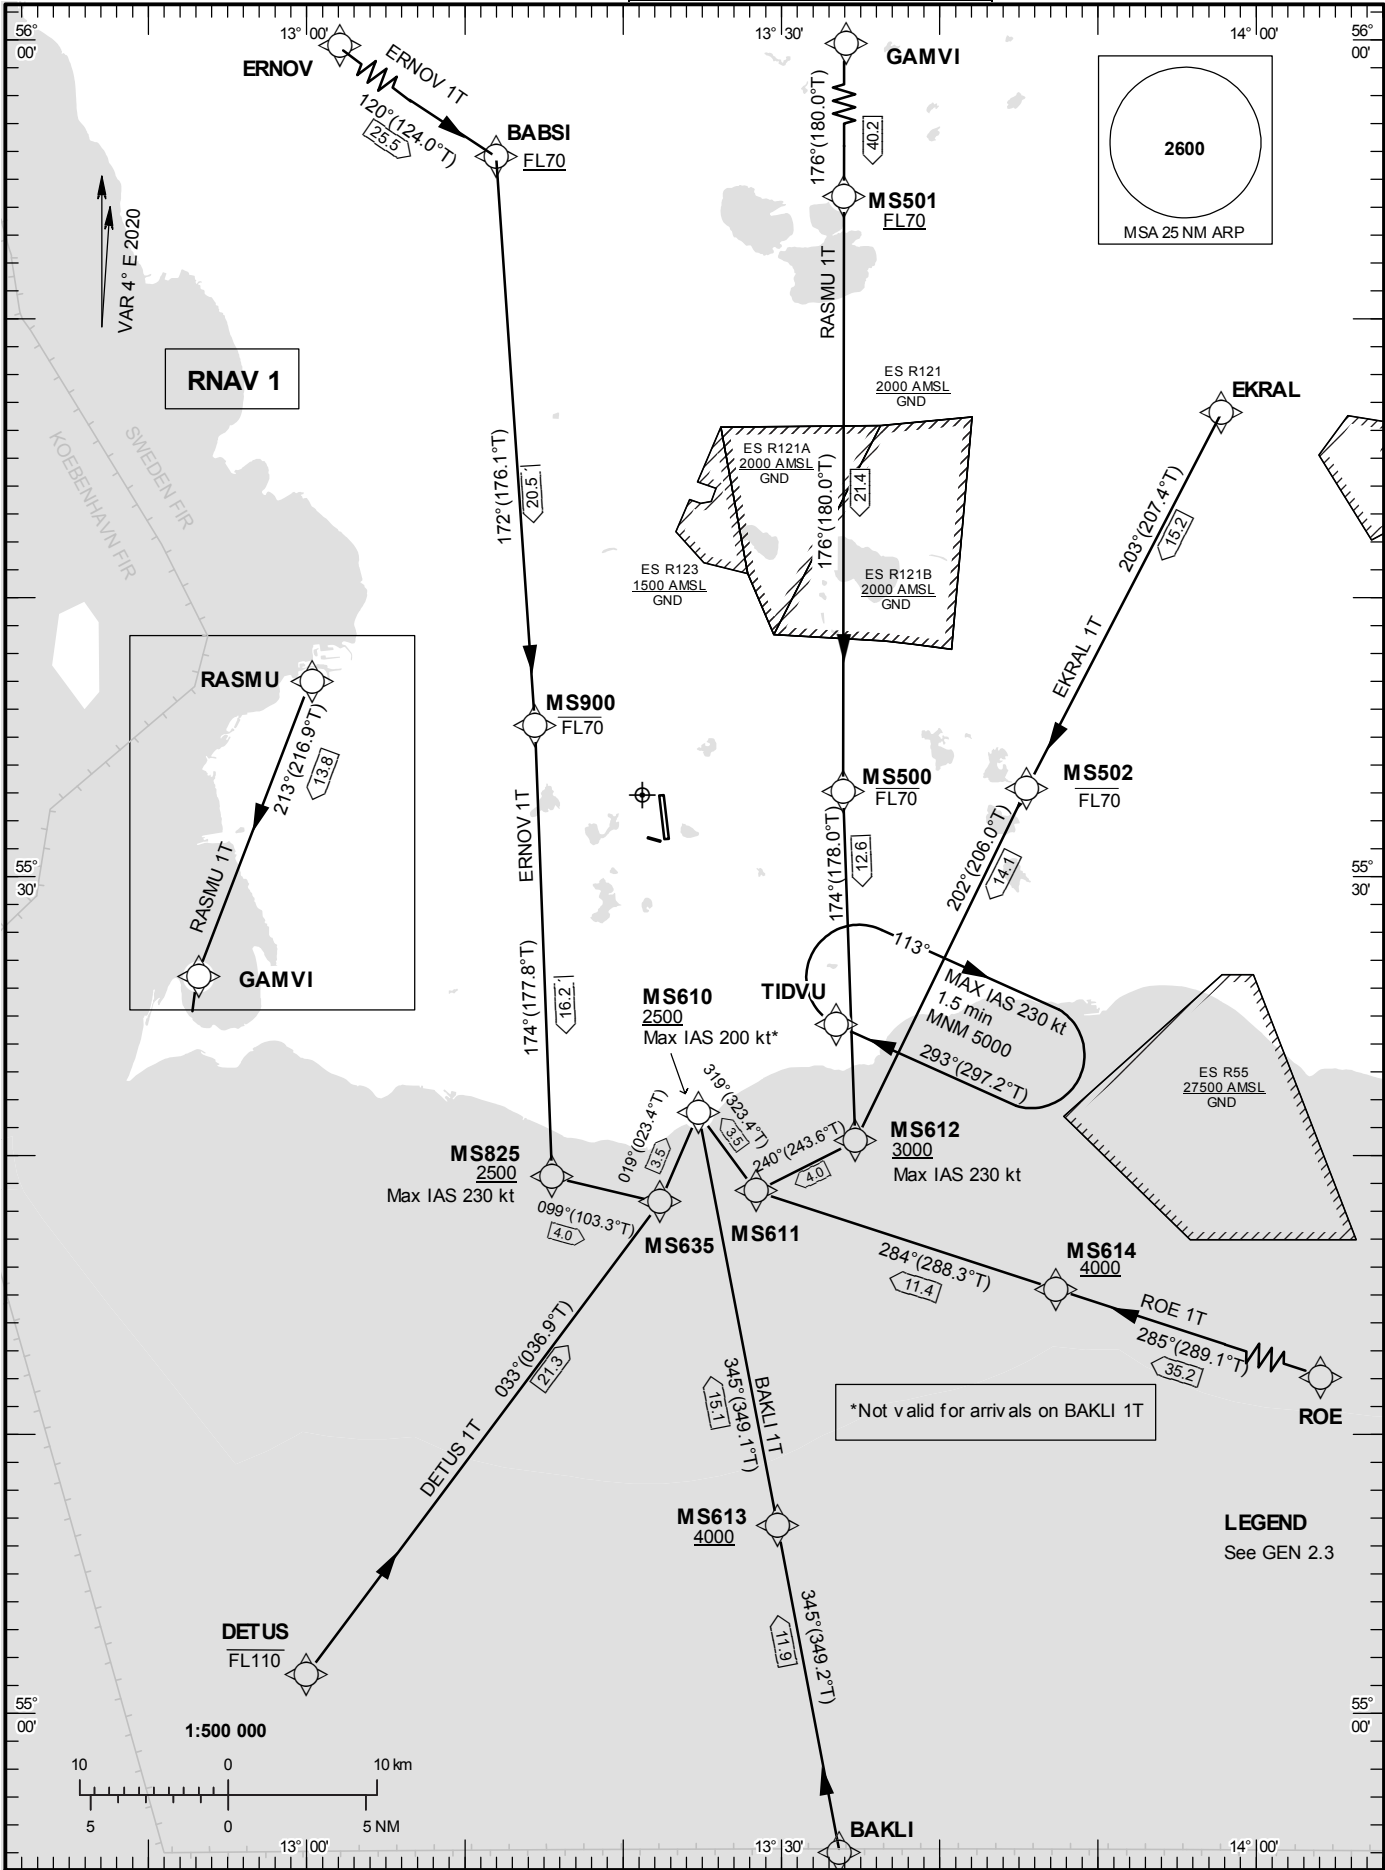 56°
00'
13° 00'
13° 30'
14° 00'
56°
00'
ERNOV
ERNOV 1T
120°(124.0°T)
25.5
BABSI
FL70
GAMVI
176°(180.0°T)
40.2
MS501
FL70
RASMU 1T
2600
MSA 25 NM ARP
VAR 4° E 2020
RNAV 1
KOEBENHAVN FIR
SWEDEN FIR
172°(176.1°T)
20.5
ES R121
2000 AMSL
GND
ES R121A
2000 AMSL
GND
176°(180.0°T)
21.4
ES R123
1500 AMSL
GND
ES R121B
2000 AMSL
GND
EKRAL
203°(207.4°T)
15.2
EKRAL 1T
RASMU
213°(216.9°T)
13.8
RASMU 1T
GAMVI
MS900
FL70
ERNOV 1T
174°(177.8°T)
16.2
MS500
FL70
174°(178.0°T)
12.6
MS502
FL70
202°(206.0°T)
14.1
55°
30'
55°
30'
113°
MAX IAS 230 kt
1.5 min
MNM 5000
293°(297.2°T)
TIDVU
MS610
2500
Max IAS 200 kt*
319°(323.4°T)
3.5
019°(023.4°T)
3.5
240°(243.6°T)
4.0
MS612
3000
Max IAS 230 kt
ES R55
27500 AMSL
GND
MS825
2500
Max IAS 230 kt
099°(103.3°T)
4.0
MS635
MS611
284°(288.3°T)
11.4
MS614
4000
ROE 1T
285°(289.1°T)
35.2
ROE
033°(036.9°T)
21.3
DETUS 1T
BAKLI 1T
345°(349.1°T)
15.1
*Not valid for arrivals on BAKLI 1T
MS613
4000
LEGEND
See GEN 2.3
345°(349.2°T)
11.9
DETUS
FL110
55°
00'
55°
00'
1:500 000
10 0 10 km
5 0 5 NM
BAKLI
13° 00'
13° 30'
14° 00'